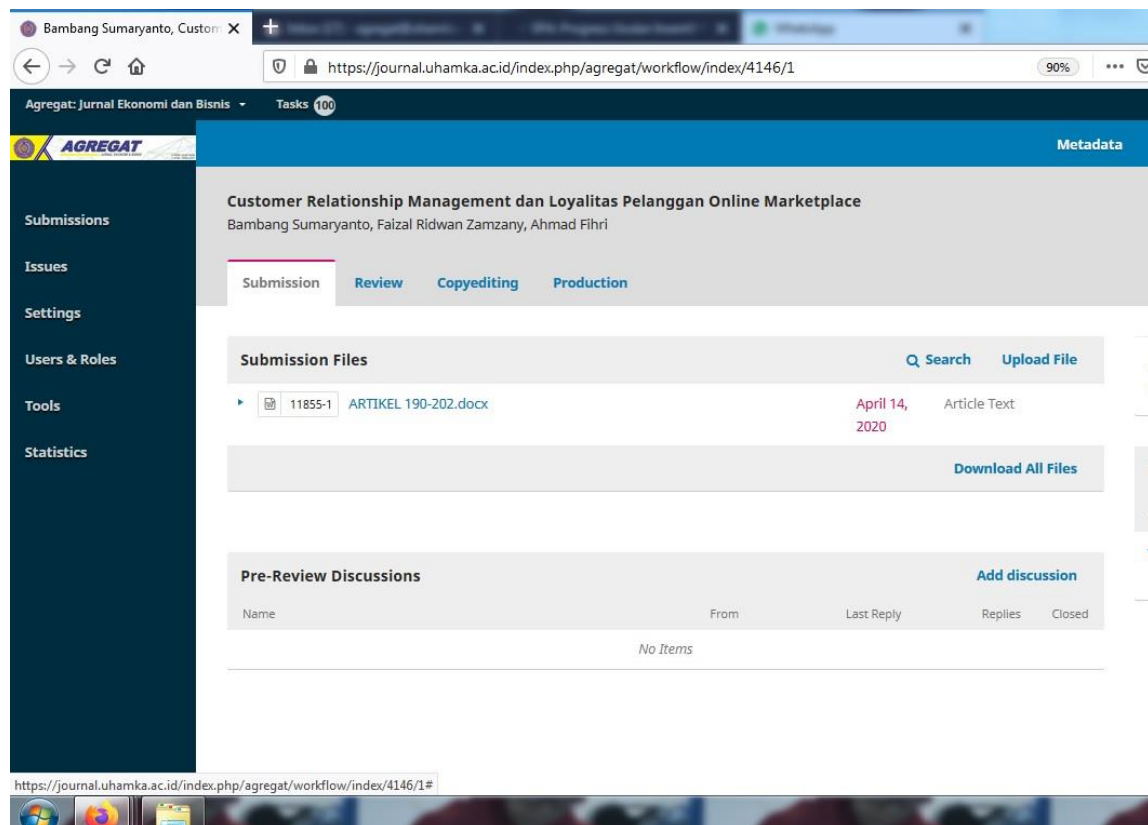 Bambang Sumaryanto, Custom
WhatsApp
https://journal.uhamka.ac.id/index.php/agregat/workflow/index/4146/1
90%
Agregat: Jurnal Ekonomi dan Bisnis Tasks 100
AGREGAT
Metadata
Customer Relationship Management dan Loyalitas Pelanggan Online Marketplace
Bambang Sumaryanto, Faizal Ridwan Zamzany, Ahmad Fihri
Submissions
Issues
Settings
Users & Roles
Tools
Statistics
Submission Review Copyediting Production
Submission Files Search Upload File
11855-1 ARTIKEL 190-202.docx April 14, Article Text
2020
Download All Files
Pre-Review Discussions Add discussion
Name From Last Reply Replies Closed
No Items
https://journal.uhamka.ac.id/index.php/agregat/workflow/index/4146/1#